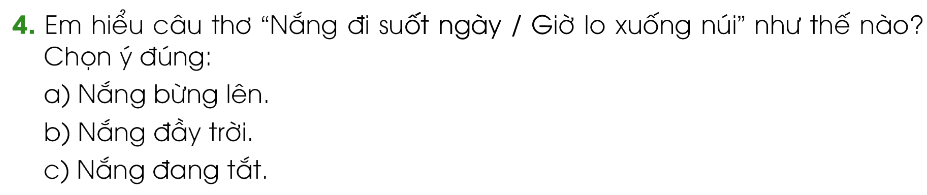 4. Em hiểu câu thơ “Nắng đi suốt ngày / Giờ lo xuống núi” như thế nào?
Chọn ý đúng:
a) Nắng bừng lên.
b) Nắng đầy trời.
c) Nắng đang tắt.